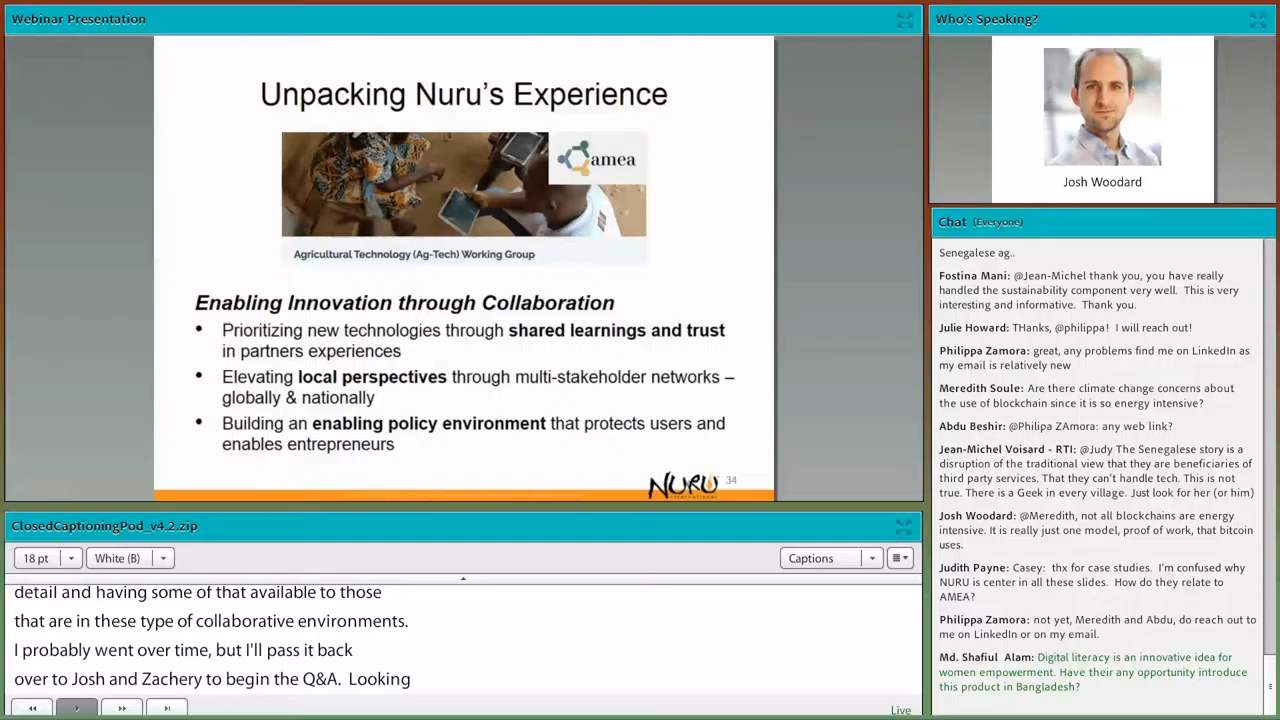 Webinar Presentation
Unpacking Nuru's Experience
amea
Agricultural Technology (Ag-Tech) Working Group
Enabling Innovation through Collaboration
• Prioritizing new technologies through shared learnings and trust
in partners experiences
• Elevating local perspectives through multi-stakeholder networks –
globally & nationally
• Building an enabling policy environment that protects users and
enables entrepreneurs
NURU
international
34
ClosedCaptioningPod_v4.2.zip
18 pt
White (B)
Captions
detail and having some of that available to those
that are in these type of collaborative environments.
I probably went over time, but I'll pass it back
over to Josh and Zachery to begin the Q&A. Looking
Live
Who's Speaking?
Josh Woodard
Chat (Everyone)
Senegalese ag..
Fostina Mani: @Jean-Michel thank you, you have really
handled the sustainability component very well. This is very
interesting and informative. Thank you.
Julie Howard: THanks, @philippa! I will reach out!
Philippa Zamora: great, any problems find me on LinkedIn as
my email is relatively new
Meredith Soule: Are there climate change concerns about
the use of blockchain since it is so energy intensive?
Abdu Beshir: @Philipa ZAmora: any web link?
Jean-Michel Voisard - RTI: @Judy The Senegalese story is a
disruption of the traditional view that they are beneficiaries of
third party services. That they can't handle tech. This is not
true. There is a Geek in every village. Just look for her (or him)
Josh Woodard: @Meredith, not all blockchains are energy
intensive. It is really just one model, proof of work, that bitcoin
uses.
Judith Payne: Casey: thx for case studies. I'm confused why
NURU is center in all these slides. How do they relate to
AMEA?
Philippa Zamora: not yet, Meredith and Abdu, do reach out to
me on LinkedIn or on my email.
Md. Shafiul Alam: Digital literacy is an innovative idea for
women empowerment. Have their any opportunity introduce
this product in Bangladesh?